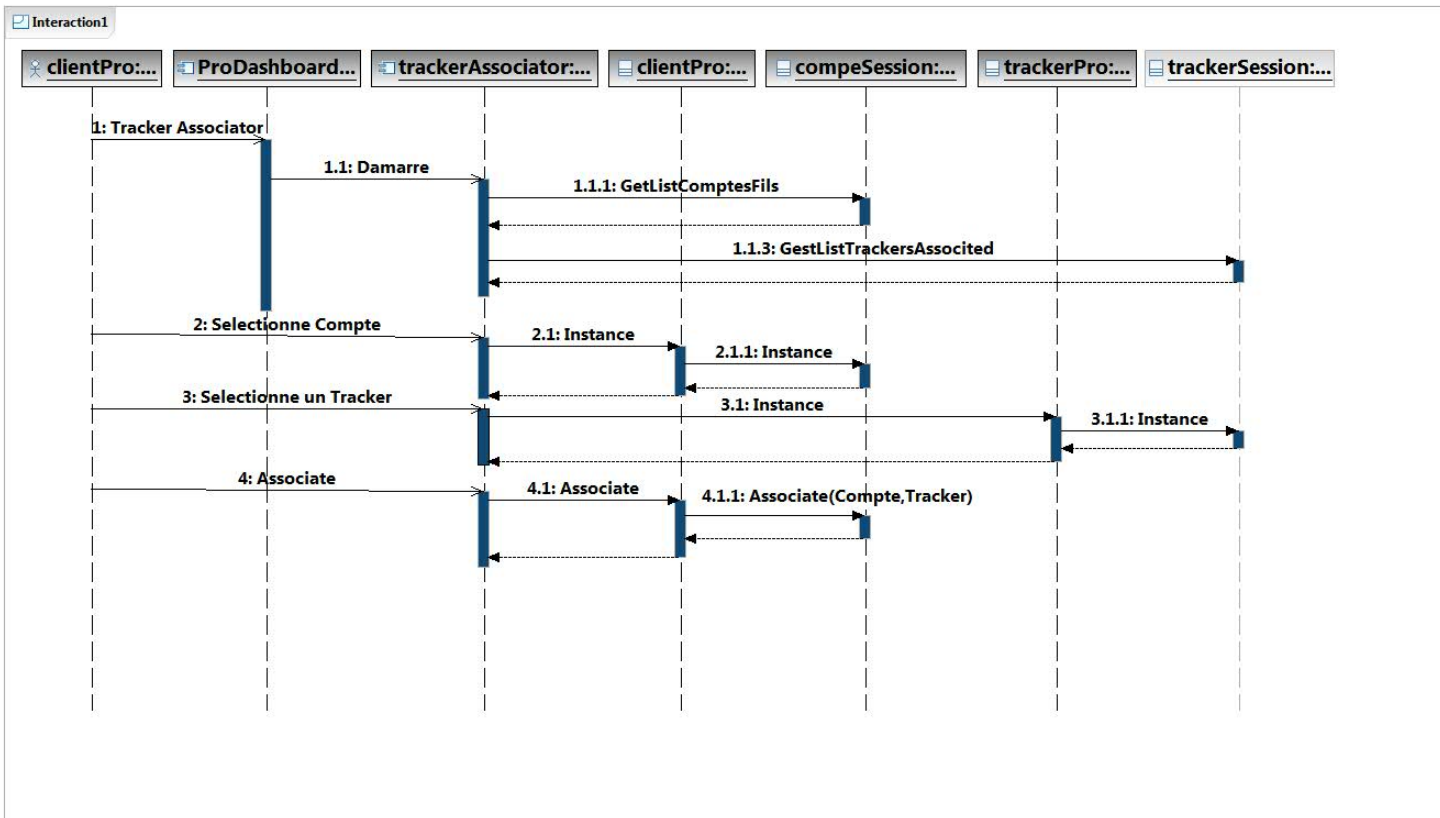 Interaction1
clientPro:...
ProDashboard...
trackerAssociator:...
clientPro:...
compeSession:...
trackerPro:...
trackerSession:...
1: Tracker Associator
1.1: Damarre
1.1.1: GetListComptesFils
1.1.3: GestListTrackersAssocited
2: Selectionne Compte
2.1: Instance
2.1.1: Instance
3: Selectionne un Tracker
3.1: Instance
3.1.1: Instance
4: Associate
4.1: Associate
4.1.1: Associate(Compte,Tracker)